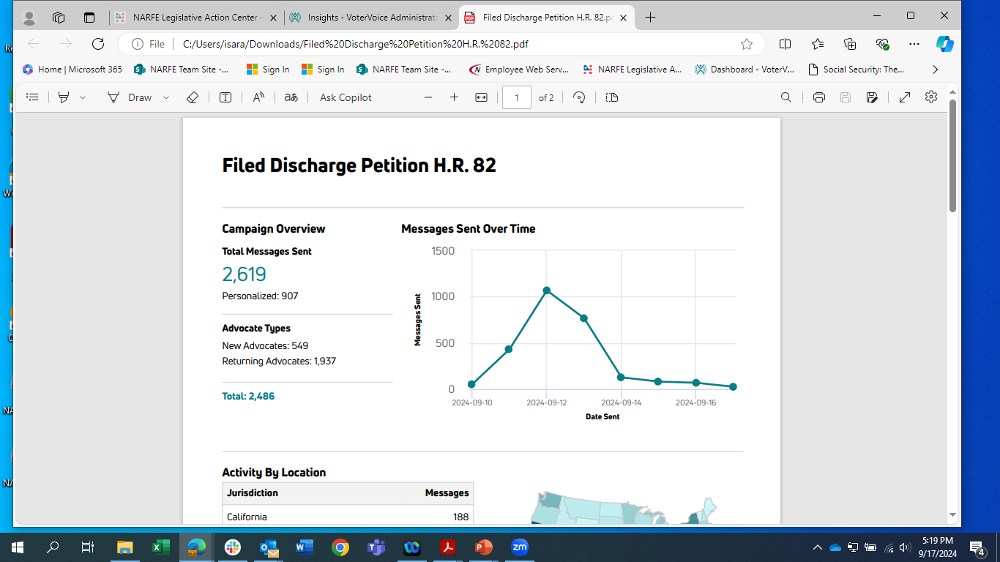 NARFE Legislative Action Center -
Insights - VoterVoice Administrato
Filed Discharge Petition H.R. 82.pd
File
C:/Users/isara/Downloads/Filed%20Discharge%20Petition%20H.R.%2082.pdf
Home | Microsoft 365
NARFE Team Site -...
Sign In
Sign In
NARFE Team Site -...
Employee Web Serv...
NARFE Legislative A...
Dashboard - VoterV...
Social Security: The...
Draw
Ask Copilot
1 of 2
Filed Discharge Petition H.R. 82
Campaign Overview
Total Messages Sent
2,619
Personalized: 907
Advocate Types
New Advocates: 549
Returning Advocates: 1,937
Total: 2,486
Messages Sent Over Time
1500
1000
500
0
Messages Sent
2024-09-10
2024-09-12
2024-09-14
2024-09-16
Date Sent
Activity By Location
Jurisdiction Messages
California 188
5:19 PM
9/17/2024
4